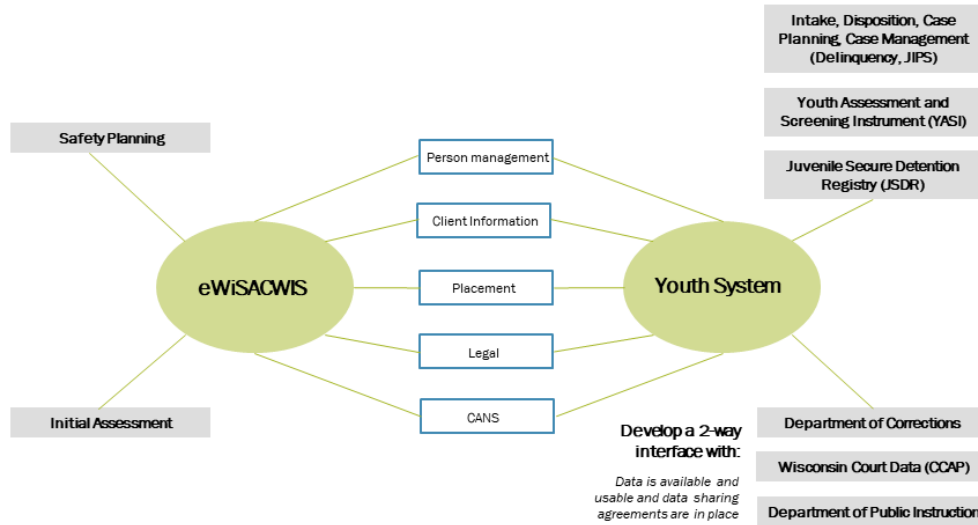 Intake, Disposition, Case
Planning, Case Management
(Delinquency, JIPS)
Youth Assessment and
Screening Instrument (YASI)
Juvenile Secure Detention
Registry (JSDR)
Safety Planning
Person management
Client Information
eWiSACWIS
Placement
Youth System
Legal
Initial Assessment
CANS
Develop a 2-way
interface with:
Data is available and
usable and data sharing
agreements are in place
Department of Corrections
Wisconsin Court Data (CCAP)
Department of Public Instruction